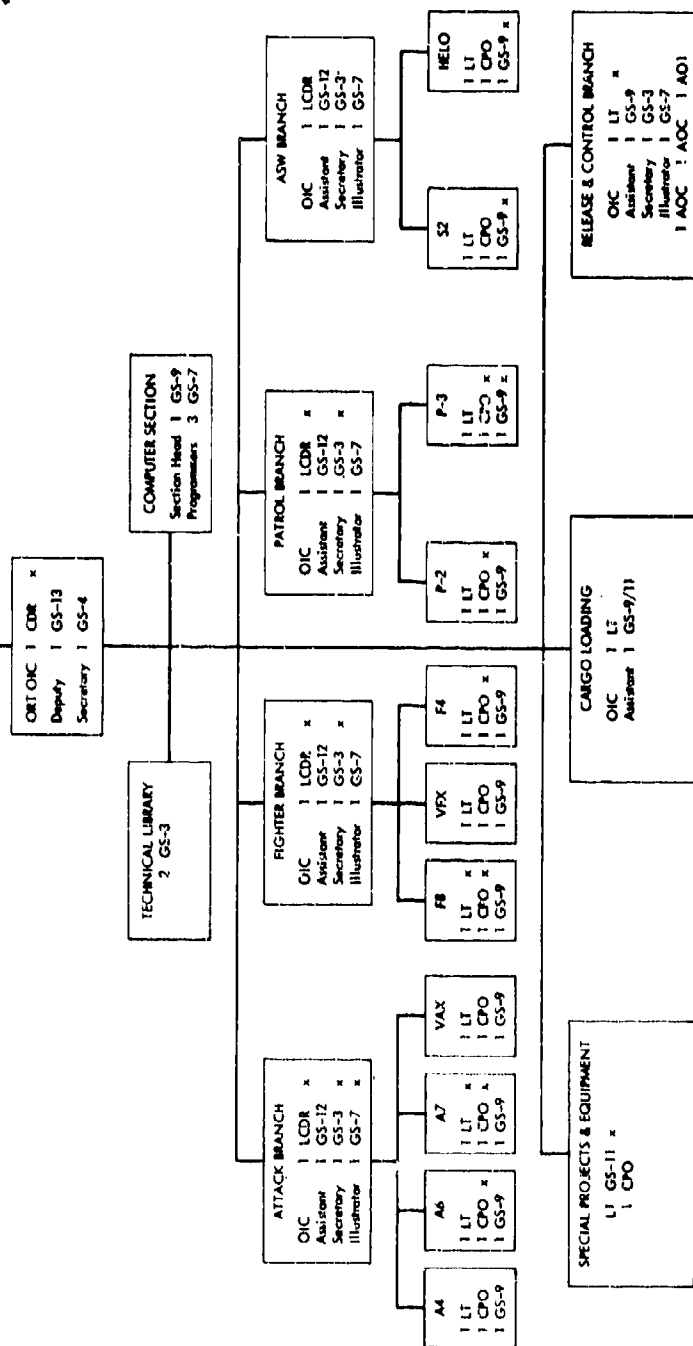 ORT OIC 1 CDR x
Deputy 1 GS-13
Secretary 1 GS-4
TECHNICAL LIBRARY
2 GS-3
COMPUTER SECTION
Section Head 1 GS-9
Programmers 3 GS-7
ATTACK BRANCH
OIC 1 LCDR x
Assistant 1 GS-12
Secretary 1 GS-3 x
Illustrator 1 GS-7 x
FIGHTER BRANCH
OIC 1 LCDR x
Assistant 1 GS-12
Secretary 1 GS-3 x
Illustrator 1 GS-7
PATROL BRANCH
OIC 1 LCDR x
Assistant 1 GS-12
Secretary 1 GS-3 x
Illustrator 1 GS-7
ASW BRANCH
OIC 1 LCDR
Assistant 1 GS-12
Secretary 1 GS-3
Illustrator 1 GS-7
A4
1 LT
1 CPO
1 GS-9
A6
1 LT
1 CPO x
1 GS-9
A7
1 LT x
1 CPO x
1 GS-9
VAX
1 LT
1 CPO
1 GS-9
F8
1 LT x
1 CPO x
1 GS-9
VFX
1 LT
1 CPO
1 GS-9
F4
1 LT
1 CPO x
1 GS-9
P-2
1 LT
1 CPO x
1 GS-9
P-3
1 LT
1 CPO x
1 GS-9 x
S2
1 LT
1 CPO
1 GS-9 x
HELO
1 LT
1 CPO
1 GS-9 x
SPECIAL PROJECTS & EQUIPMENT
GS-11 x
1 CPO
CARGO LOADING
OIC 1 LT
Assistant 1 GS-9/11
RELEASE & CONTROL BRANCH
OIC 1 LT x
Assistant 1 GS-9
Secretary 1 GS-3
Illustrator 1 GS-7
1 AOC 1 AOC 1 AO1